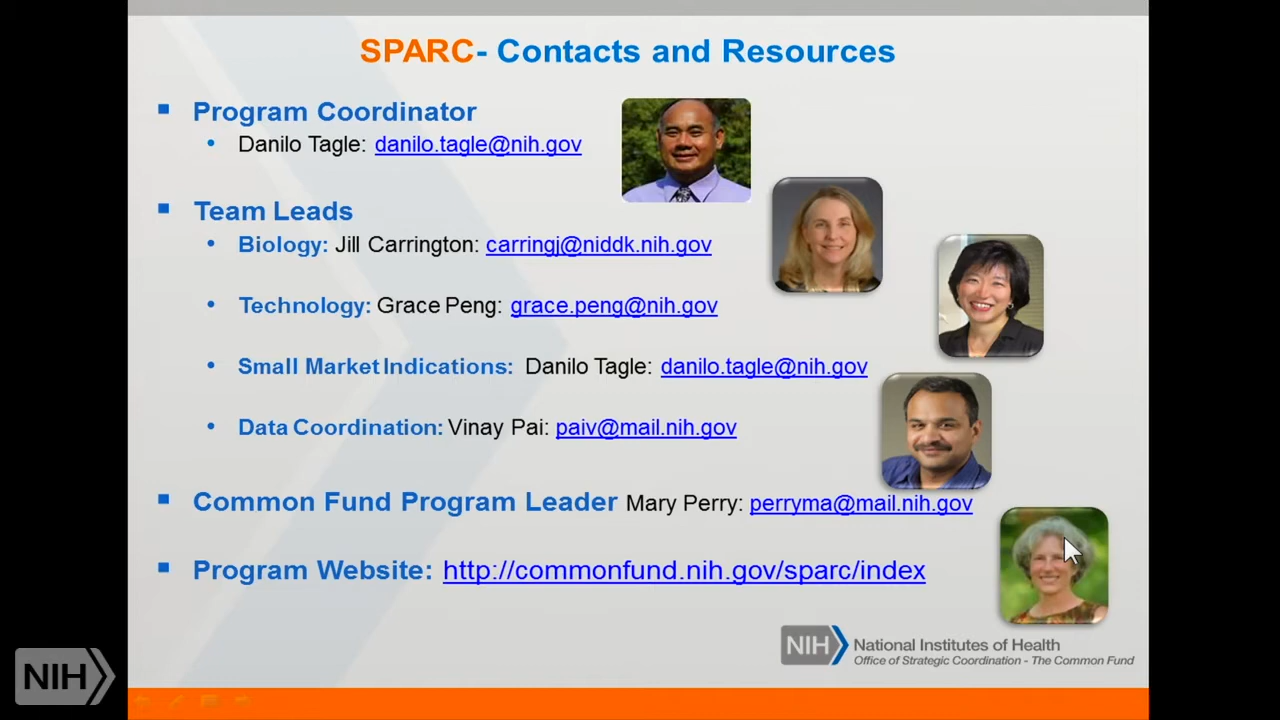 SPARC- Contacts and Resources
Program Coordinator
Danilo Tagle: danilo.tagle@nih.gov
Team Leads
Biology: Jill Carrington: carringj@niddk.nih.gov
Technology: Grace Peng: grace.peng@nih.gov
Small Market Indications: Danilo Tagle: danilo.tagle@nih.gov
Data Coordination: Vinay Pai: paiv@mail.nih.gov
Common Fund Program Leader Mary Perry: perryma@mail.nih.gov
Program Website: http://commonfund.nih.gov/sparc/index
NIH National Institutes of Health
Office of Strategic Coordination - The Common Fund
NIH